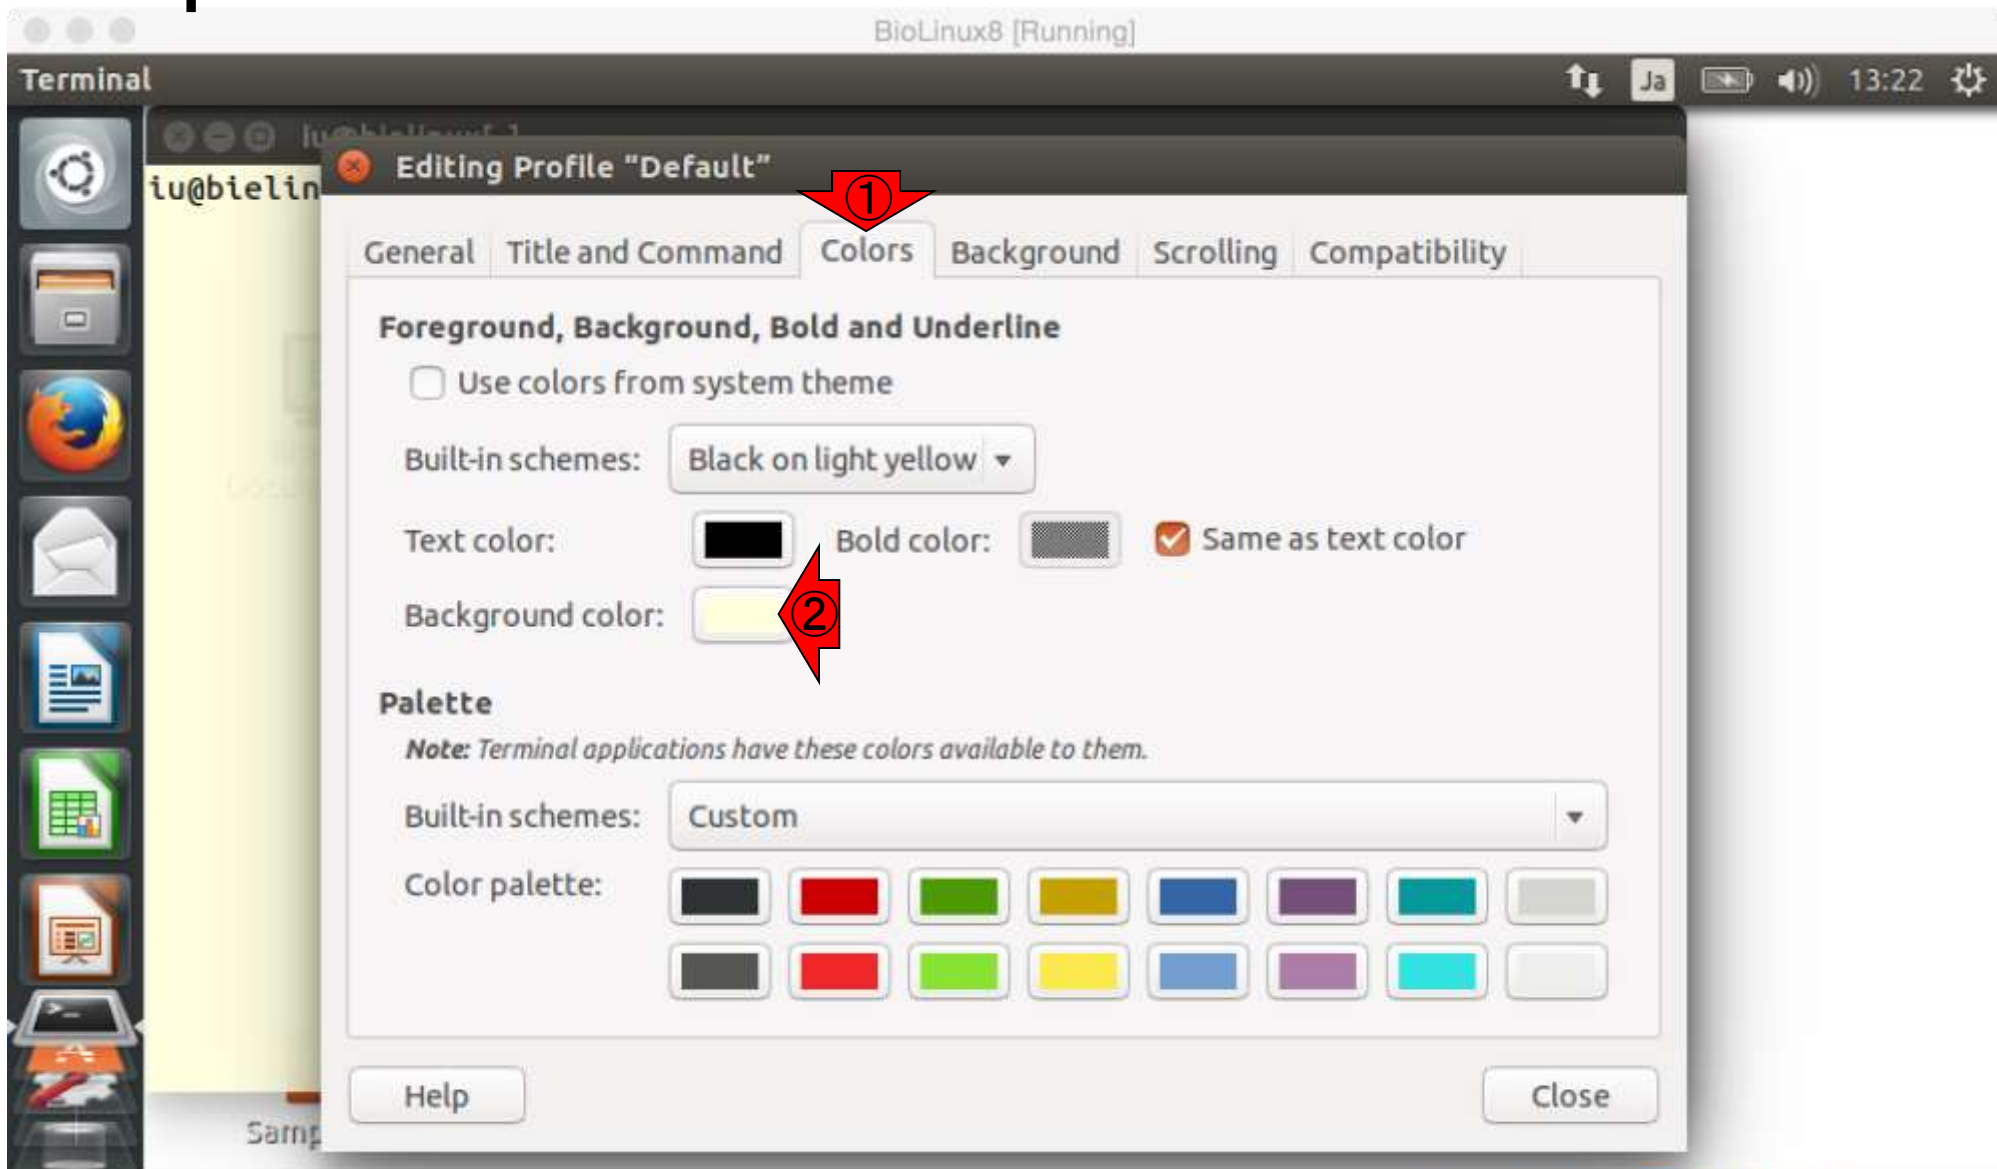 BioLinux8 [Running]
Terminal
Ja
13:22
iu@bielin
Editing Profile "Default"
①
General
Title and Command
Colors
Background
Scrolling
Compatibility
Foreground, Background, Bold and Underline
Use colors from system theme
Built-in schemes:
Black on light yellow
Text color:
Bold color:
Same as text color
Background color:
②
Palette
Note: Terminal applications have these colors available to them.
Built-in schemes:
Custom
Color palette:
Help
Close
Samp